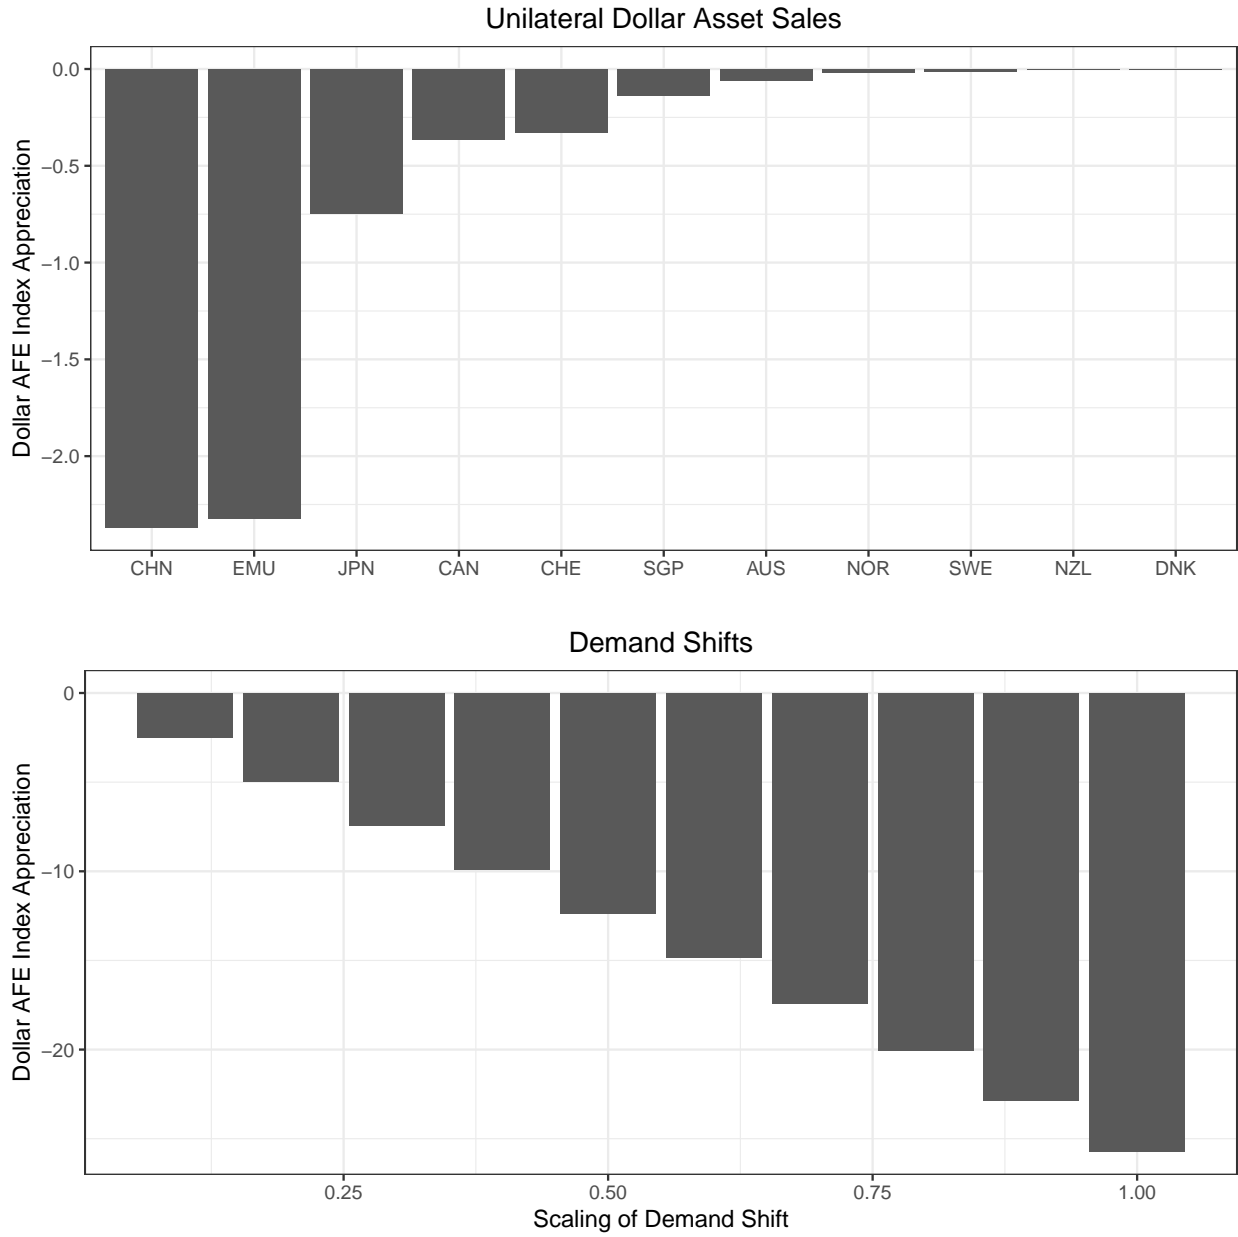 Unilateral Dollar Asset Sales
Dollar AFE Index Appreciation
0.0
−0.5
−1.0
−1.5
−2.0
CHN EMU JPN CAN CHE SGP AUS NOR SWE NZL DNK
Demand Shifts
Dollar AFE Index Appreciation
0
−10
−20
0.25 0.50 0.75 1.00
Scaling of Demand Shift